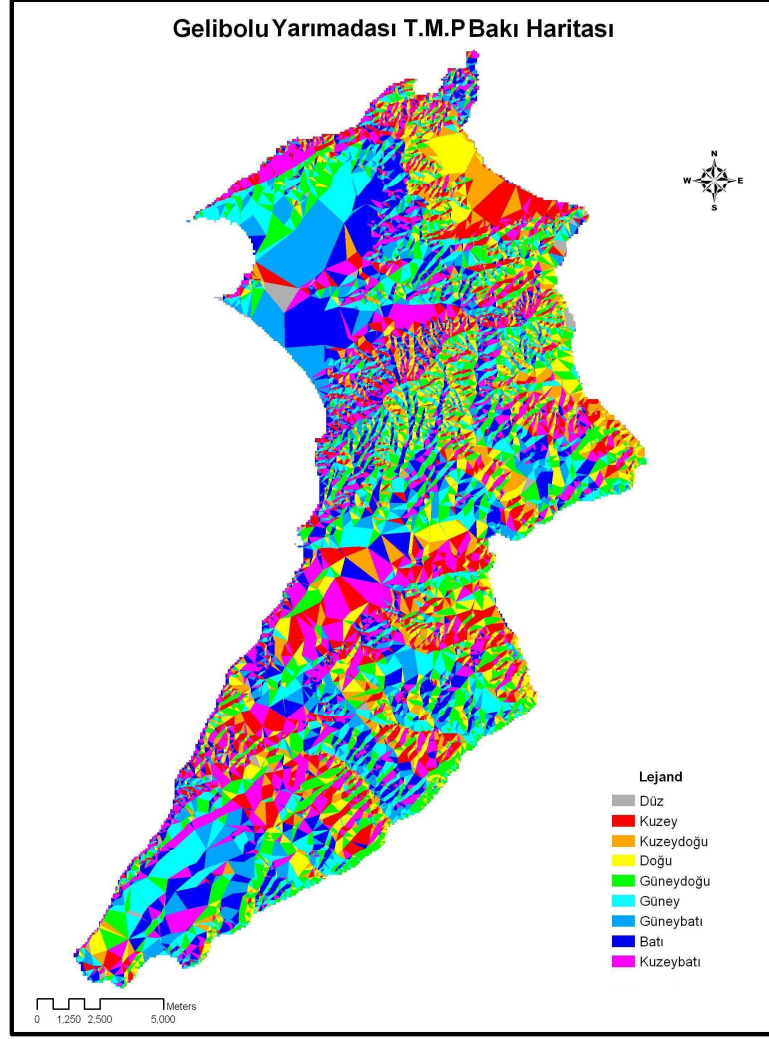 Gelibolu Yarımadası T.M.P Bakı Haritası
N
W E
S
Lejand
Düz
Kuzey
Kuzeydoğu
Doğu
Güneydoğu
Güney
Güneybatı
Batı
Kuzeybatı
Meters
0 1,250 2,500 5,000